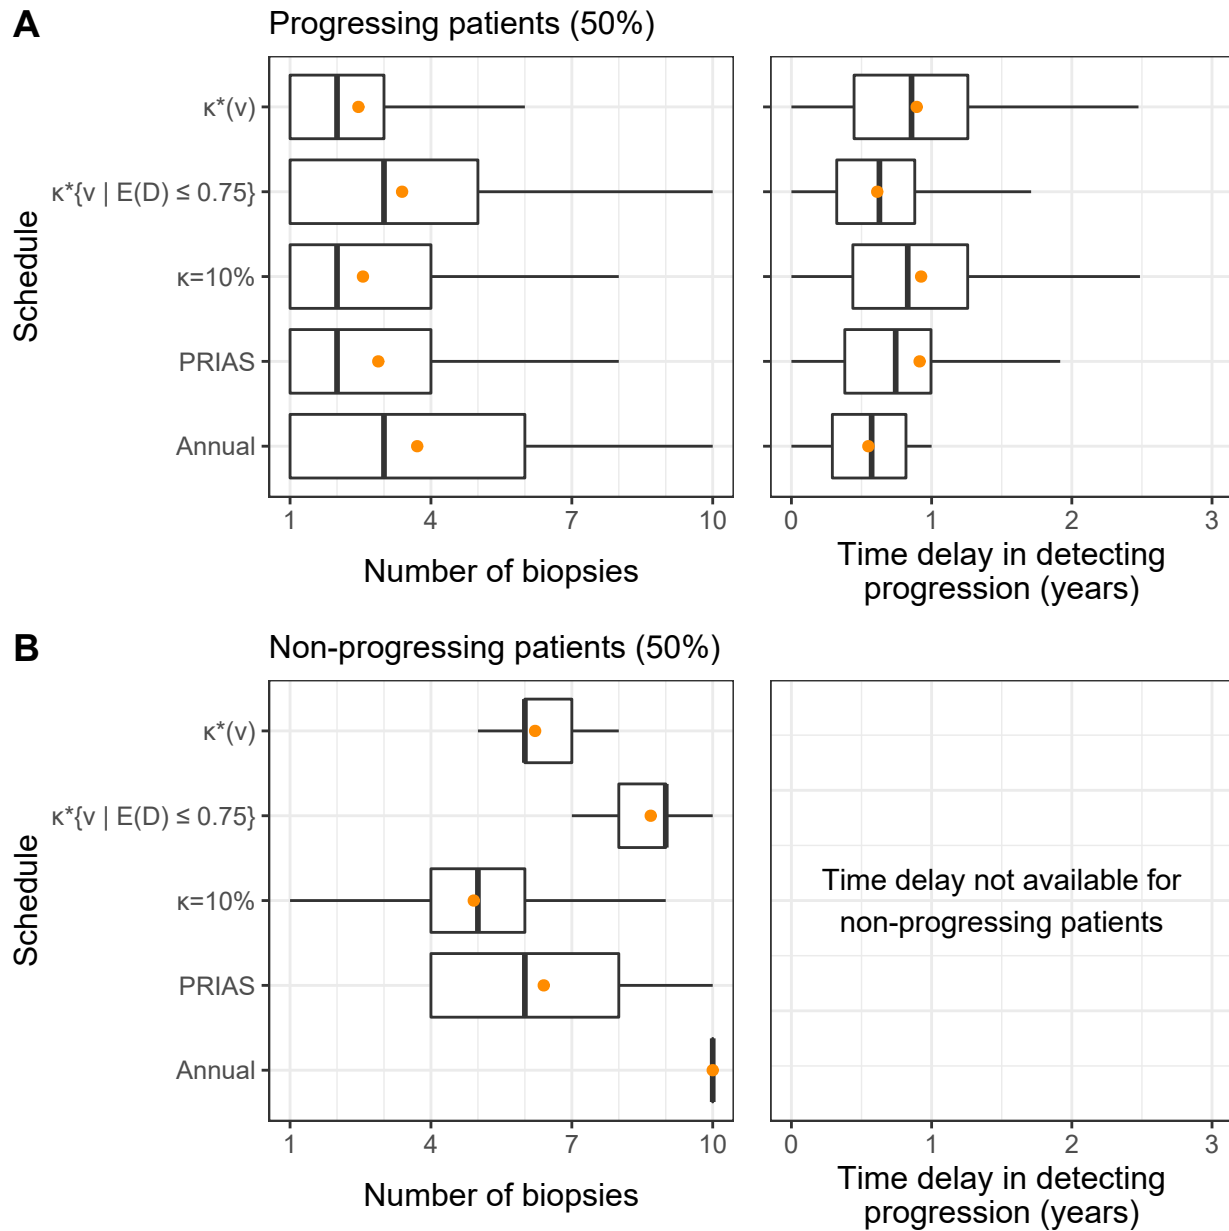 A
Progressing patients (50%)
Schedule
κ*(v)
κ*{v | E(D) ≤ 0.75}
κ=10%
PRIAS
Annual
1 4 7 10
Number of biopsies
0 1 2 3
Time delay in detecting
progression (years)
B
Non-progressing patients (50%)
Schedule
κ*(v)
κ*{v | E(D) ≤ 0.75}
κ=10%
PRIAS
Annual
1 4 7 10
Number of biopsies
Time delay not available for
non-progressing patients
0 1 2 3
Time delay in detecting
progression (years)